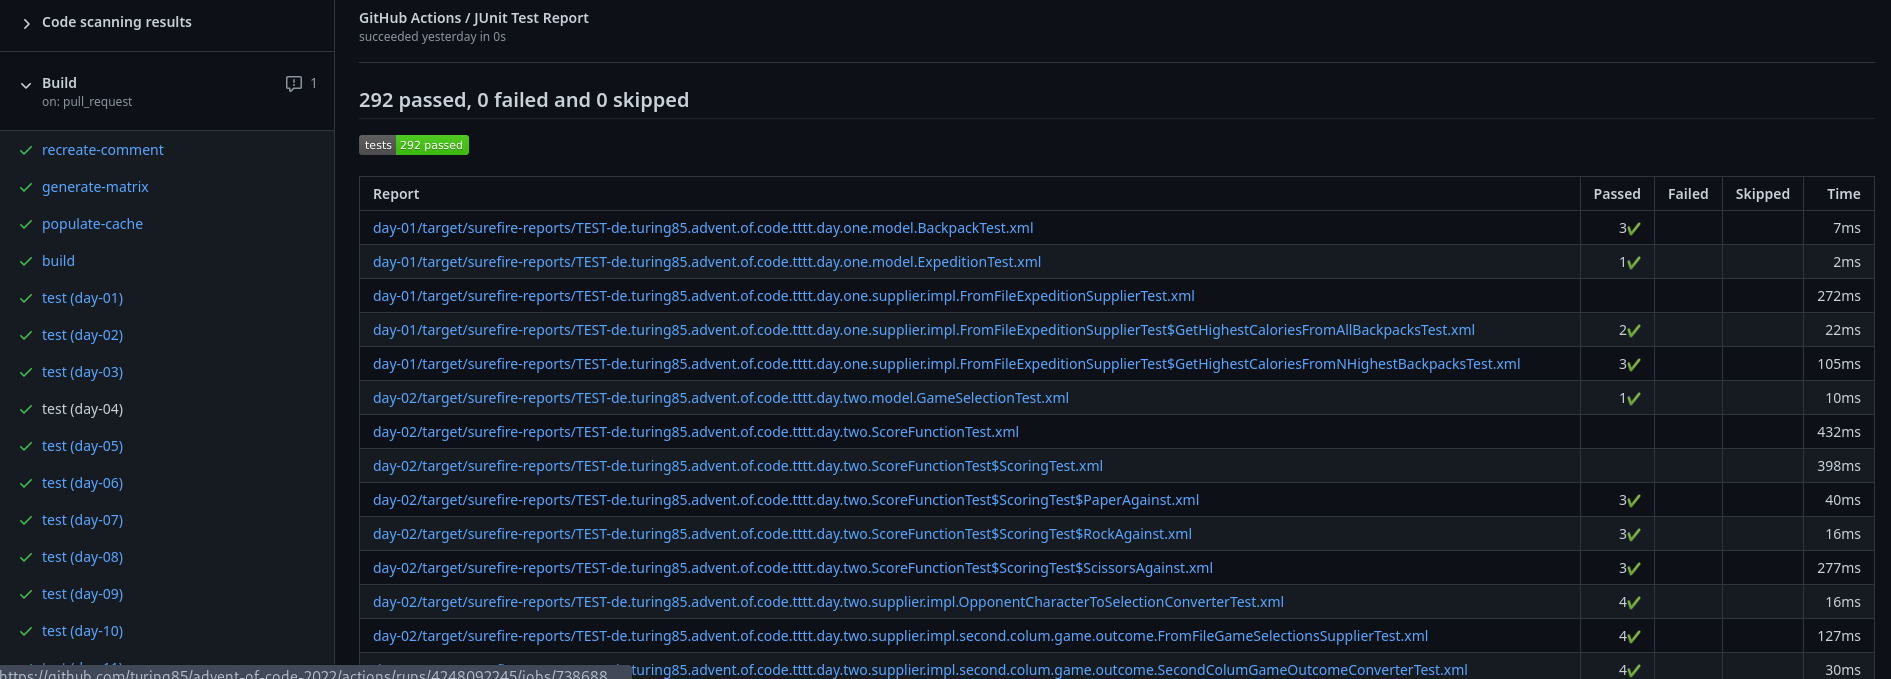 Code scanning results
Build
1
on: pull_request
recreate-comment
generate-matrix
populate-cache
build
test (day-01)
test (day-02)
test (day-03)
test (day-04)
test (day-05)
test (day-06)
test (day-07)
test (day-08)
test (day-09)
test (day-10)
https://github.com/turing85/advent-of-code-2022/actions/runs/4248092245/jobs/738688
GitHub Actions / JUnit Test Report
succeeded yesterday in 0s
292 passed, 0 failed and 0 skipped
tests 292 passed
Report Passed Failed Skipped Time
day-01/target/surefire-reports/TEST-de.turing85.advent.of.code.tttt.day.one.model.BackpackTest.xml 3✔ 7ms
day-01/target/surefire-reports/TEST-de.turing85.advent.of.code.tttt.day.one.model.ExpeditionTest.xml 1✔ 2ms
day-01/target/surefire-reports/TEST-de.turing85.advent.of.code.tttt.day.one.supplier.impl.FromFileExpeditionSupplierTest.xml 272ms
day-01/target/surefire-reports/TEST-de.turing85.advent.of.code.tttt.day.one.supplier.impl.FromFileExpeditionSupplierTest$GetHighestCaloriesFromAllBackpacksTest.xml 2✔ 22ms
day-01/target/surefire-reports/TEST-de.turing85.advent.of.code.tttt.day.one.supplier.impl.FromFileExpeditionSupplierTest$GetHighestCaloriesFromNHighestBackpacksTest.xml 3✔ 105ms
day-02/target/surefire-reports/TEST-de.turing85.advent.of.code.tttt.day.two.model.GameSelectionTest.xml 1✔ 10ms
day-02/target/surefire-reports/TEST-de.turing85.advent.of.code.tttt.day.two.ScoreFunctionTest.xml 432ms
day-02/target/surefire-reports/TEST-de.turing85.advent.of.code.tttt.day.two.ScoreFunctionTest$ScoringTest.xml 398ms
day-02/target/surefire-reports/TEST-de.turing85.advent.of.code.tttt.day.two.ScoreFunctionTest$ScoringTest$PaperAgainst.xml 3✔ 40ms
day-02/target/surefire-reports/TEST-de.turing85.advent.of.code.tttt.day.two.ScoreFunctionTest$ScoringTest$RockAgainst.xml 3✔ 16ms
day-02/target/surefire-reports/TEST-de.turing85.advent.of.code.tttt.day.two.ScoreFunctionTest$ScoringTest$ScissorsAgainst.xml 3✔ 277ms
day-02/target/surefire-reports/TEST-de.turing85.advent.of.code.tttt.day.two.supplier.impl.OpponentCharacterToSelectionConverterTest.xml 4✔ 16ms
day-02/target/surefire-reports/TEST-de.turing85.advent.of.code.tttt.day.two.supplier.impl.second.colum.game.outcome.FromFileGameSelectionsSupplierTest.xml 4✔ 127ms
turing85.advent.of.code.tttt.day.two.supplier.impl.second.colum.game.outcome.SecondColumGameOutcomeConverterTest.xml 4✔ 30ms